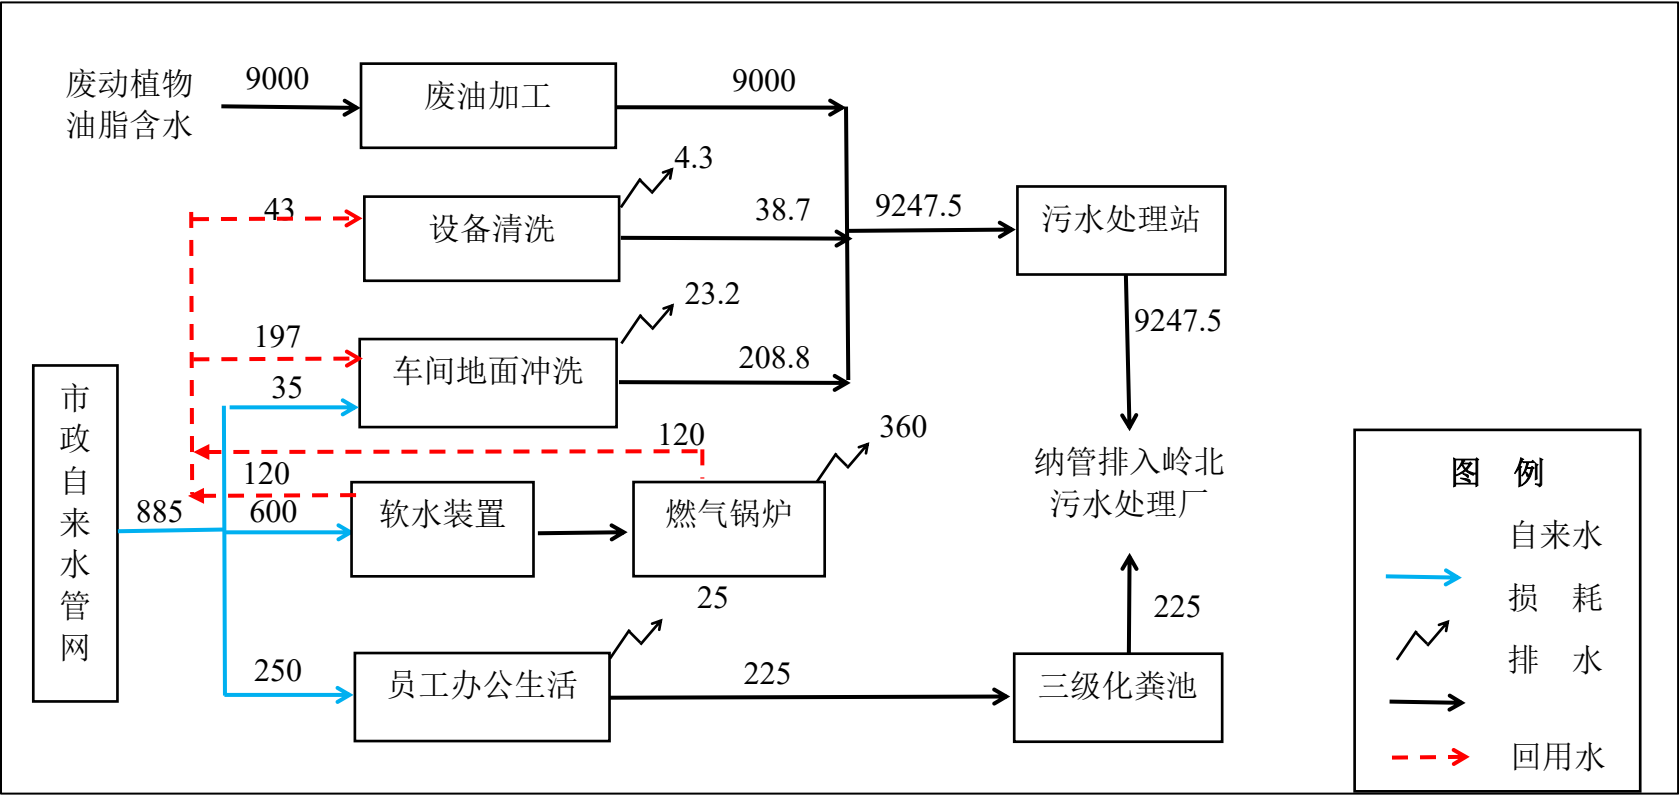 废动植物
油脂含水
9000
废油加工
9000
4.3
43
设备清洗
38.7
9247.5
污水处理站
23.2
197
35
车间地面冲洗
208.8
9247.5
市政自来水管网
885
120
120
600
软水装置
燃气锅炉
360
纳管排入岭北
污水处理厂
25
250
员工办公生活
225
三级化粪池
225
图 例
自来水
损 耗
排 水
回用水